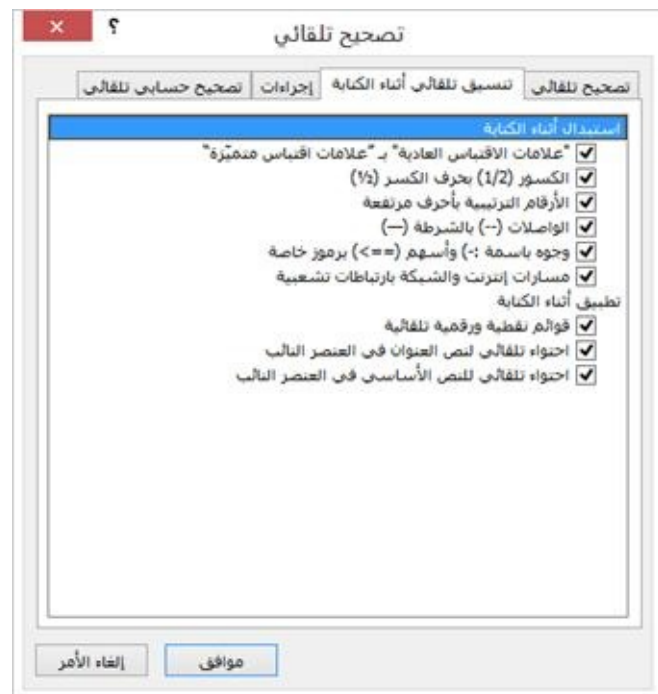 تصحيح تلقائي ؟ ×
تصحيح تلقائي تنسيق تلقائي أثناء الكتابة إجراءات تصحيح حسابي تلقائي
استبدال أثناء الكتابة
"علامات الاقتباس العادية" بـ "علامات اقتباس متميّزة"
الكسور (1/2) بحرف الكسر (½)
الأرقام الترتيبية بأحرف مرتفعة
الواصلات (--) بالشرطة (—)
وجوه باسمة :-) وأسهم (==>) برموز خاصة
مسارات إنترنت والشبكة بارتباطات تشعبية
تطبيق أثناء الكتابة
قوائم نقطية ورقمية تلقائية
احتواء تلقائي لنص العنوان في العنصر النائب
احتواء تلقائي للنص الأساسي في العنصر النائب
موافق إلغاء الأمر